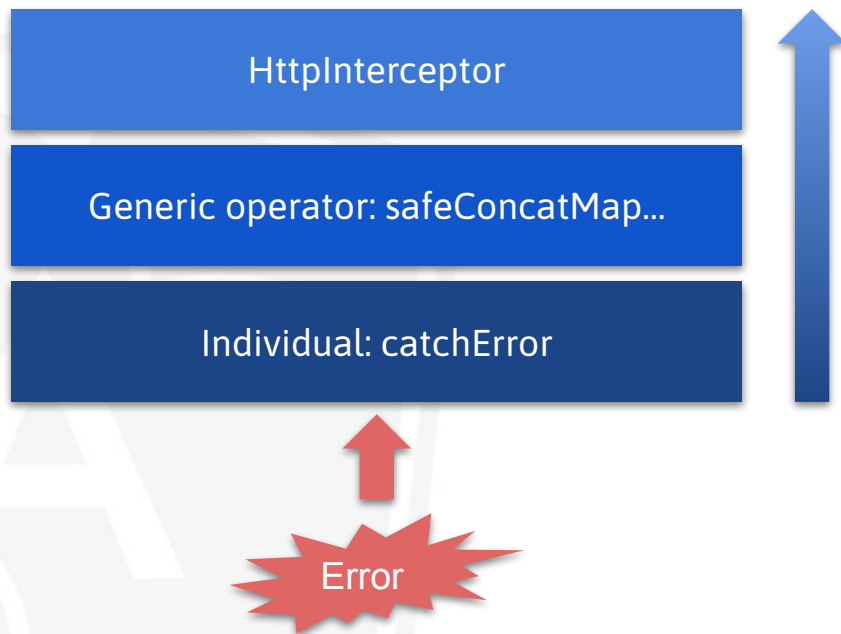 HttpInterceptor
Generic operator: safeConcatMap...
Individual: catchError
Error